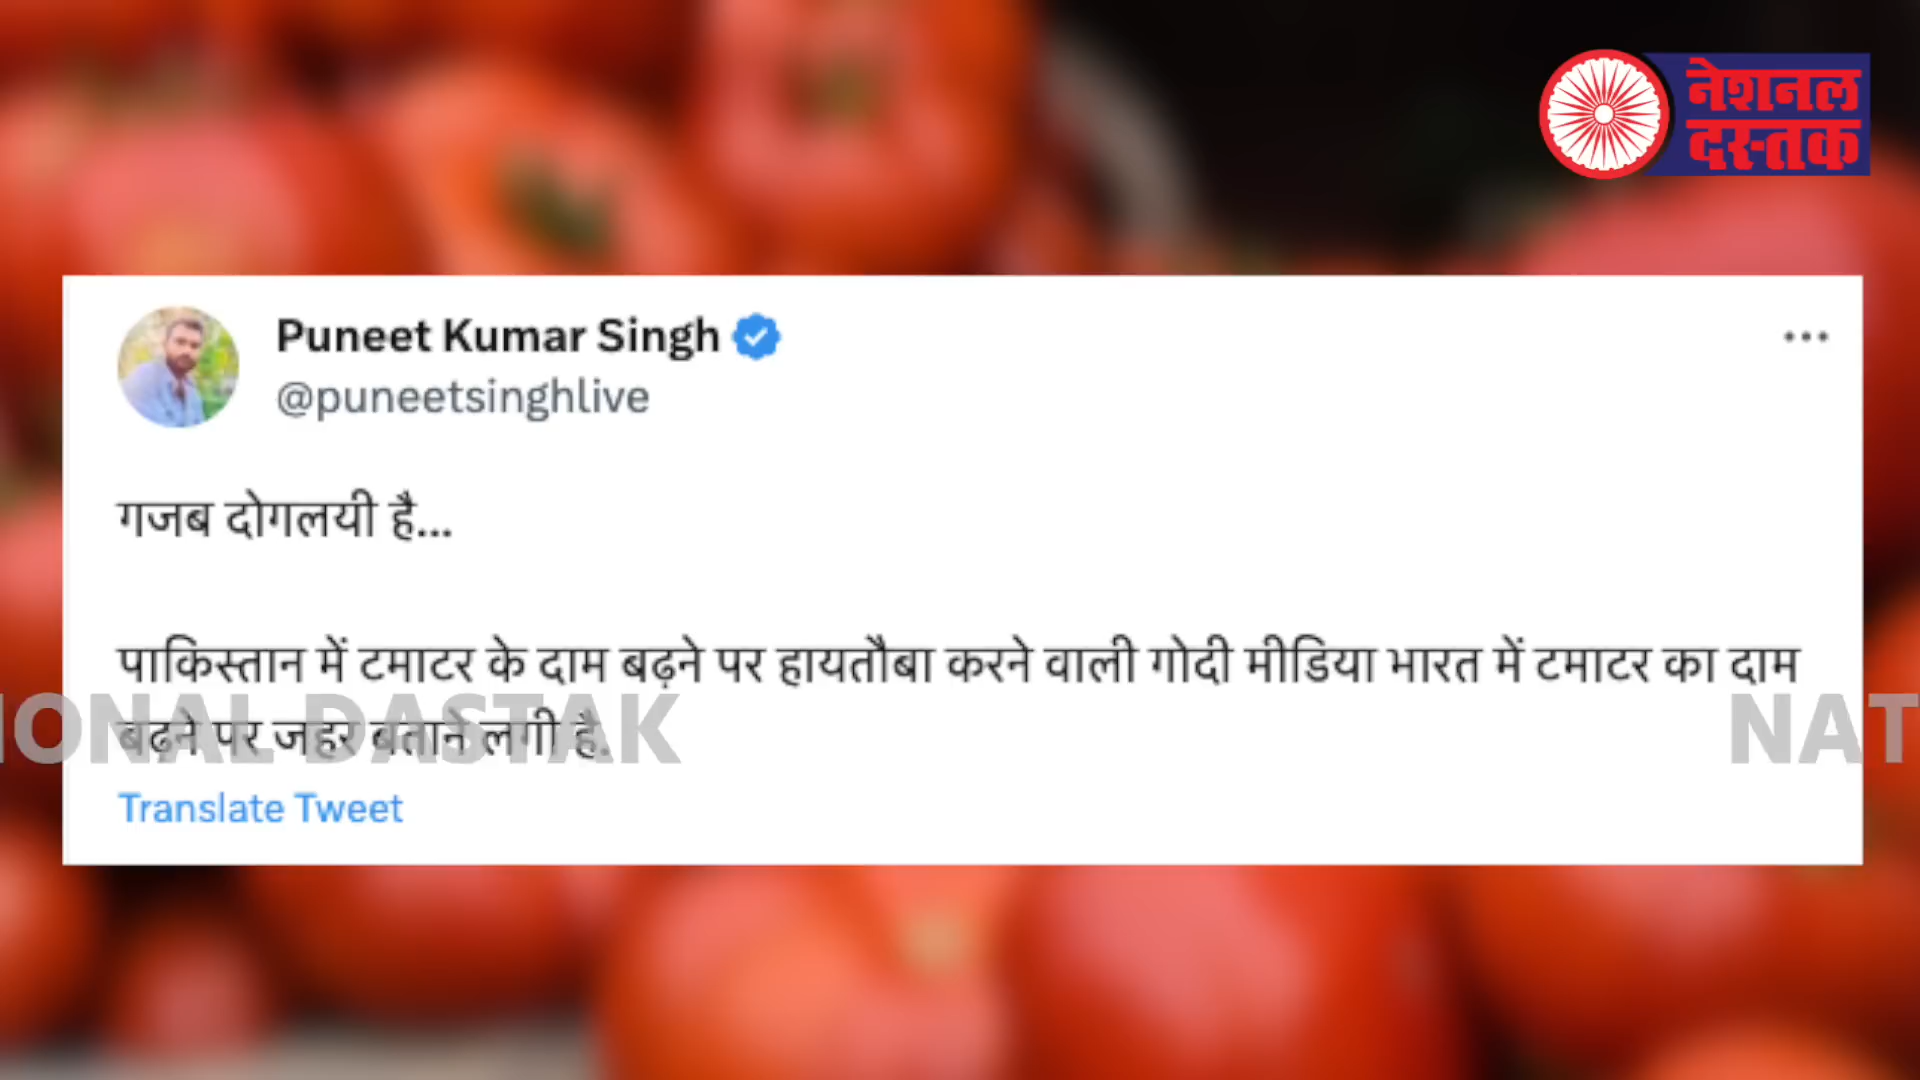 नेशनल
दस्तक
Puneet Kumar Singh
@puneetsinghlive
गजब दोगलयी है...
पाकिस्तान में टमाटर के दाम बढ़ने पर हायतौबा करने वाली गोदी मीडिया भारत में टमाटर का दाम
बढ़ने पर जहर बताने लगी है.
IONAL DASTAK
NAT
Translate Tweet